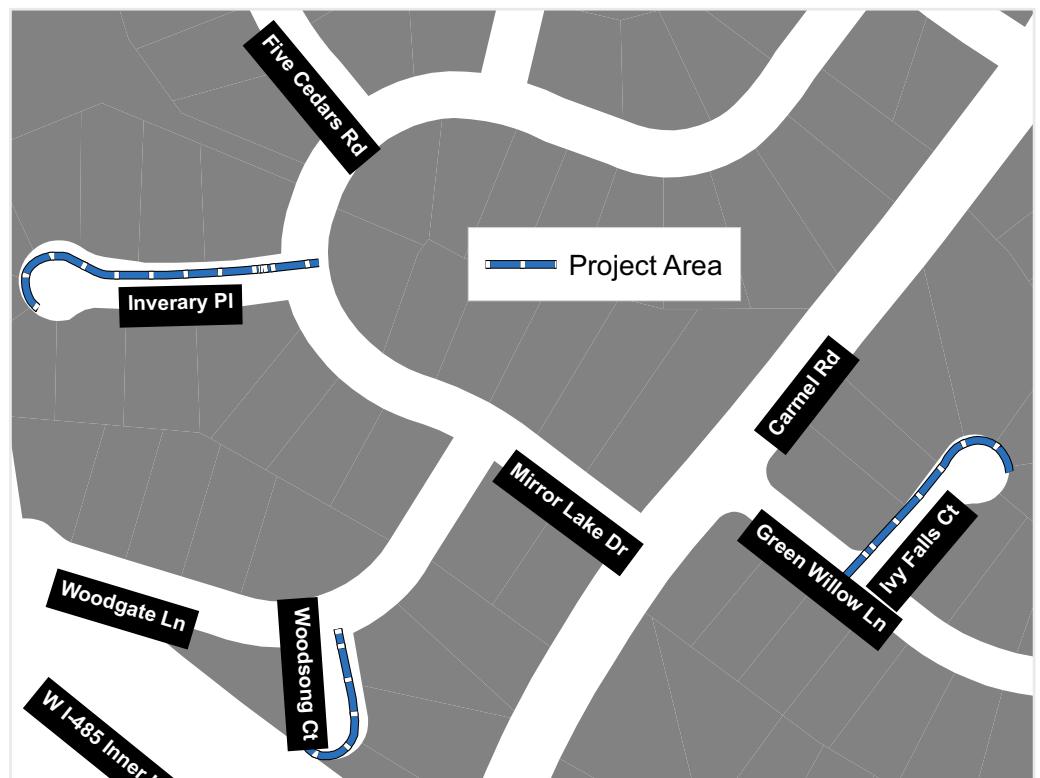 Five Cedars Rd
Project Area
Inverary Pl
Carmel Rd
Mirror Lake Dr
Ivy Falls Ct
Green Willow Ln
Woodgate Ln
Woodsong Ct
W I-485 Inner